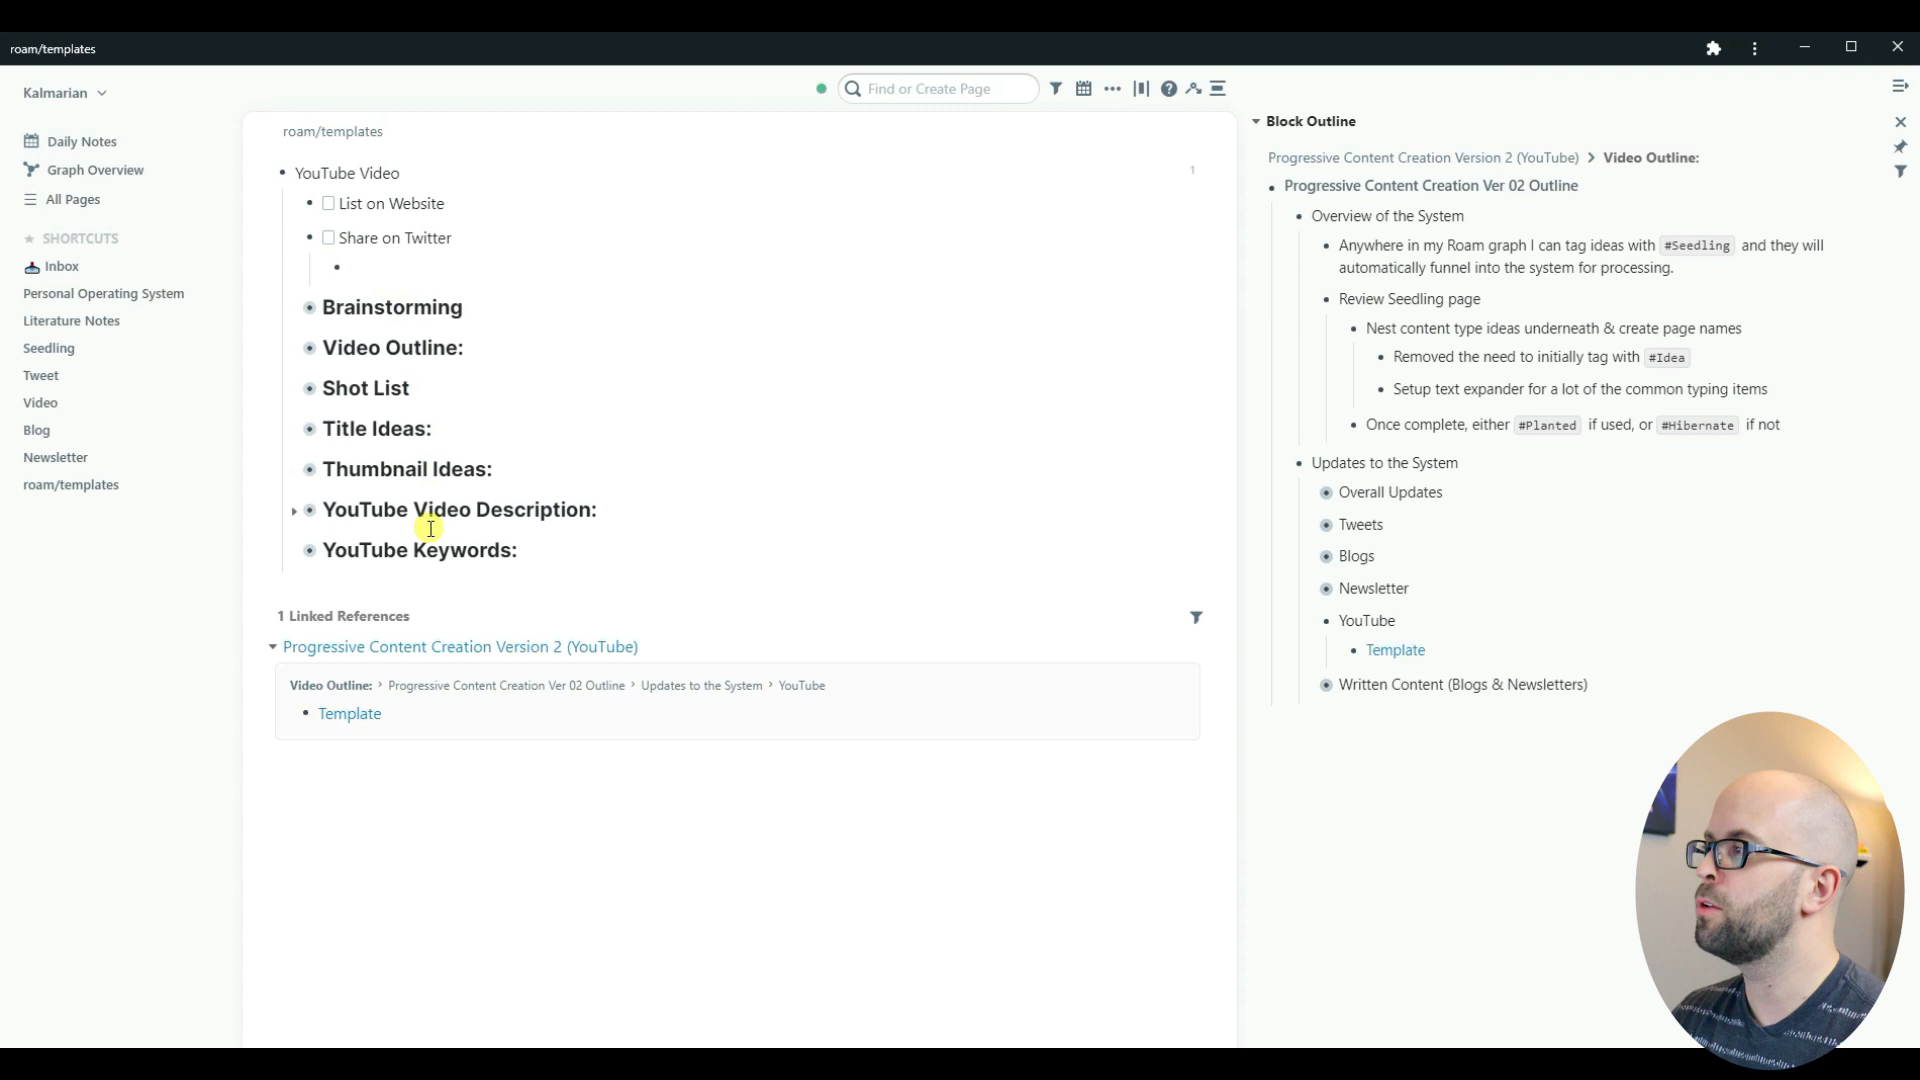 roam/templates
Kalmarian
Find or Create Page
Daily Notes
Graph Overview
All Pages
SHORTCUTS
Inbox
Personal Operating System
Literature Notes
Seedling
Tweet
Video
Blog
Newsletter
roam/templates
roam/templates
YouTube Video
1
List on Website
Share on Twitter
Brainstorming
Video Outline:
Shot List
Title Ideas:
Thumbnail Ideas:
YouTube Video Description:
YouTube Keywords:
1 Linked References
Progressive Content Creation Version 2 (YouTube)
Video Outline: › Progressive Content Creation Ver 02 Outline › Updates to the System › YouTube
Template
Block Outline
Progressive Content Creation Version 2 (YouTube) > Video Outline:
Progressive Content Creation Ver 02 Outline
Overview of the System
Anywhere in my Roam graph I can tag ideas with #Seedling and they will
automatically funnel into the system for processing.
Review Seedling page
Nest content type ideas underneath & create page names
Removed the need to initially tag with #Idea
Setup text expander for a lot of the common typing items
Once complete, either #Planted if used, or #Hibernate if not
Updates to the System
Overall Updates
Tweets
Blogs
Newsletter
YouTube
Template
Written Content (Blogs & Newsletters)